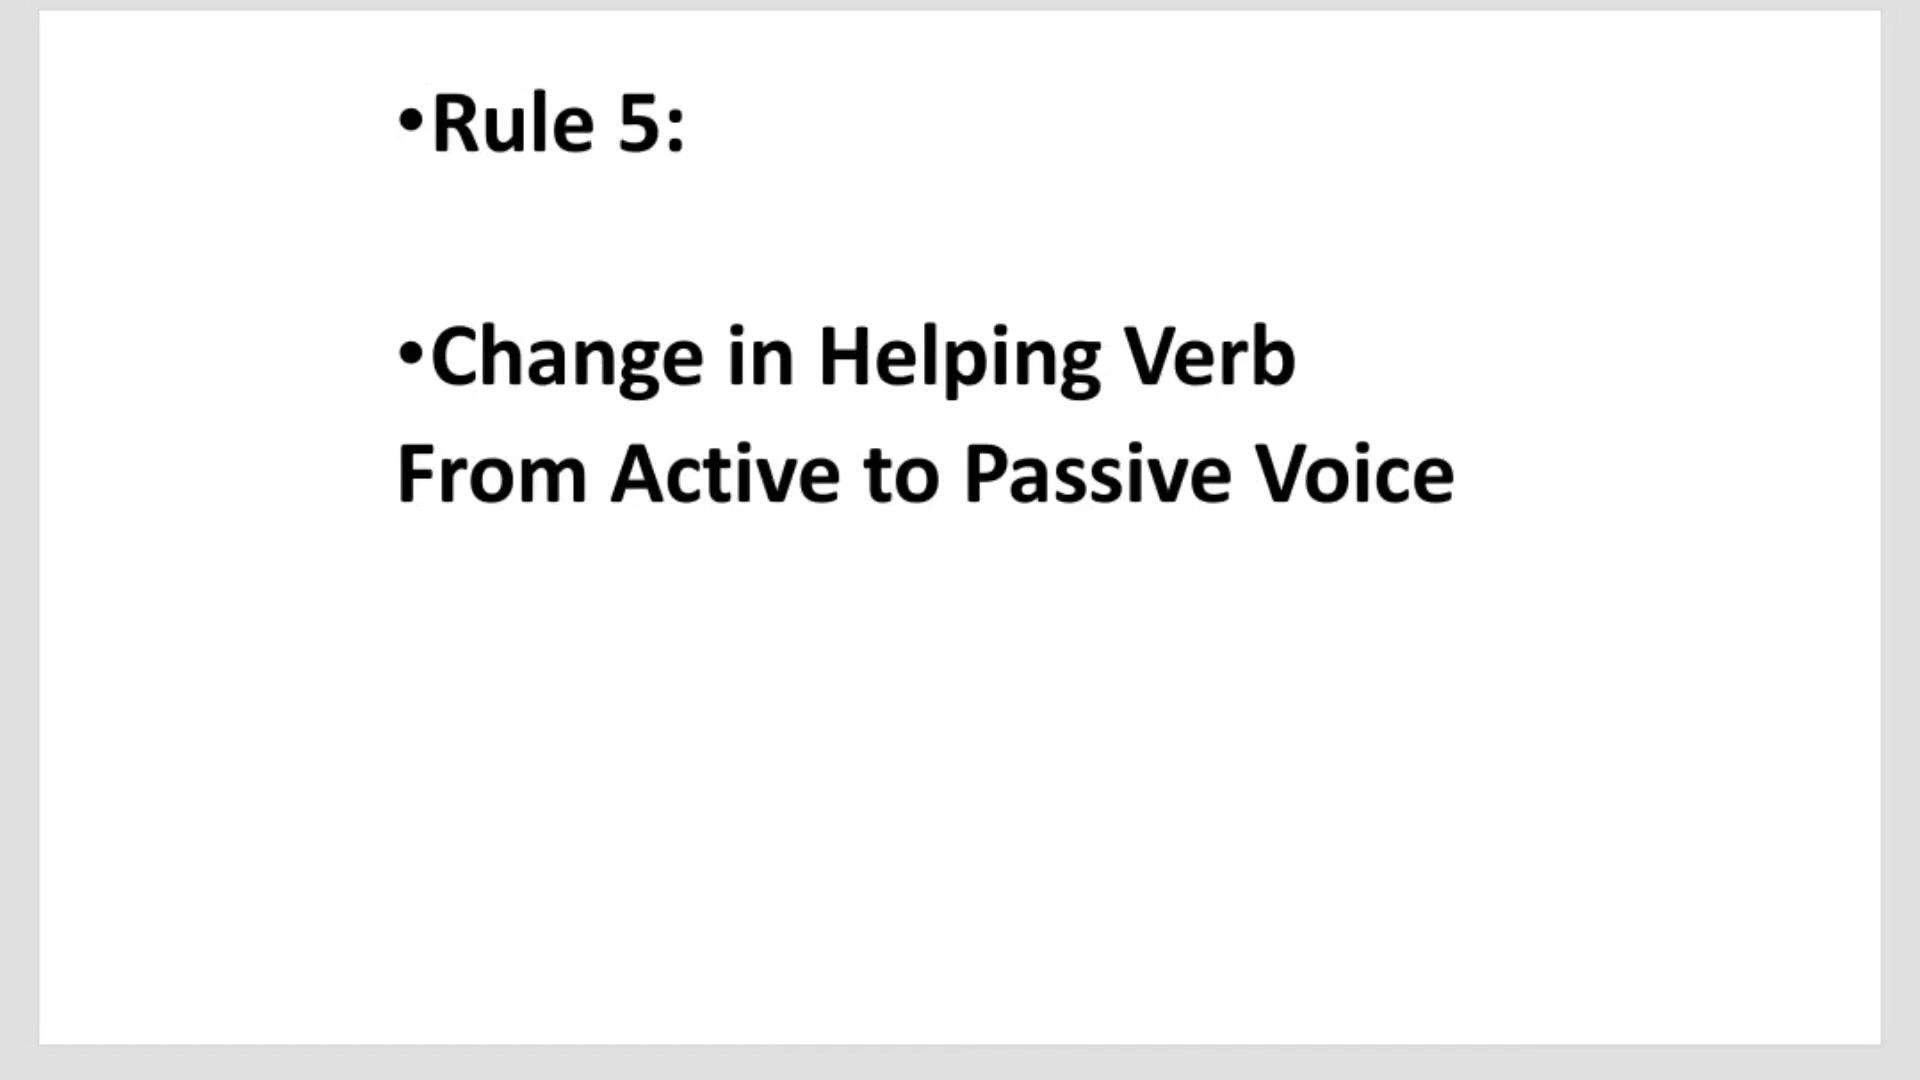 •Rule 5:
•Change in Helping Verb
From Active to Passive Voice